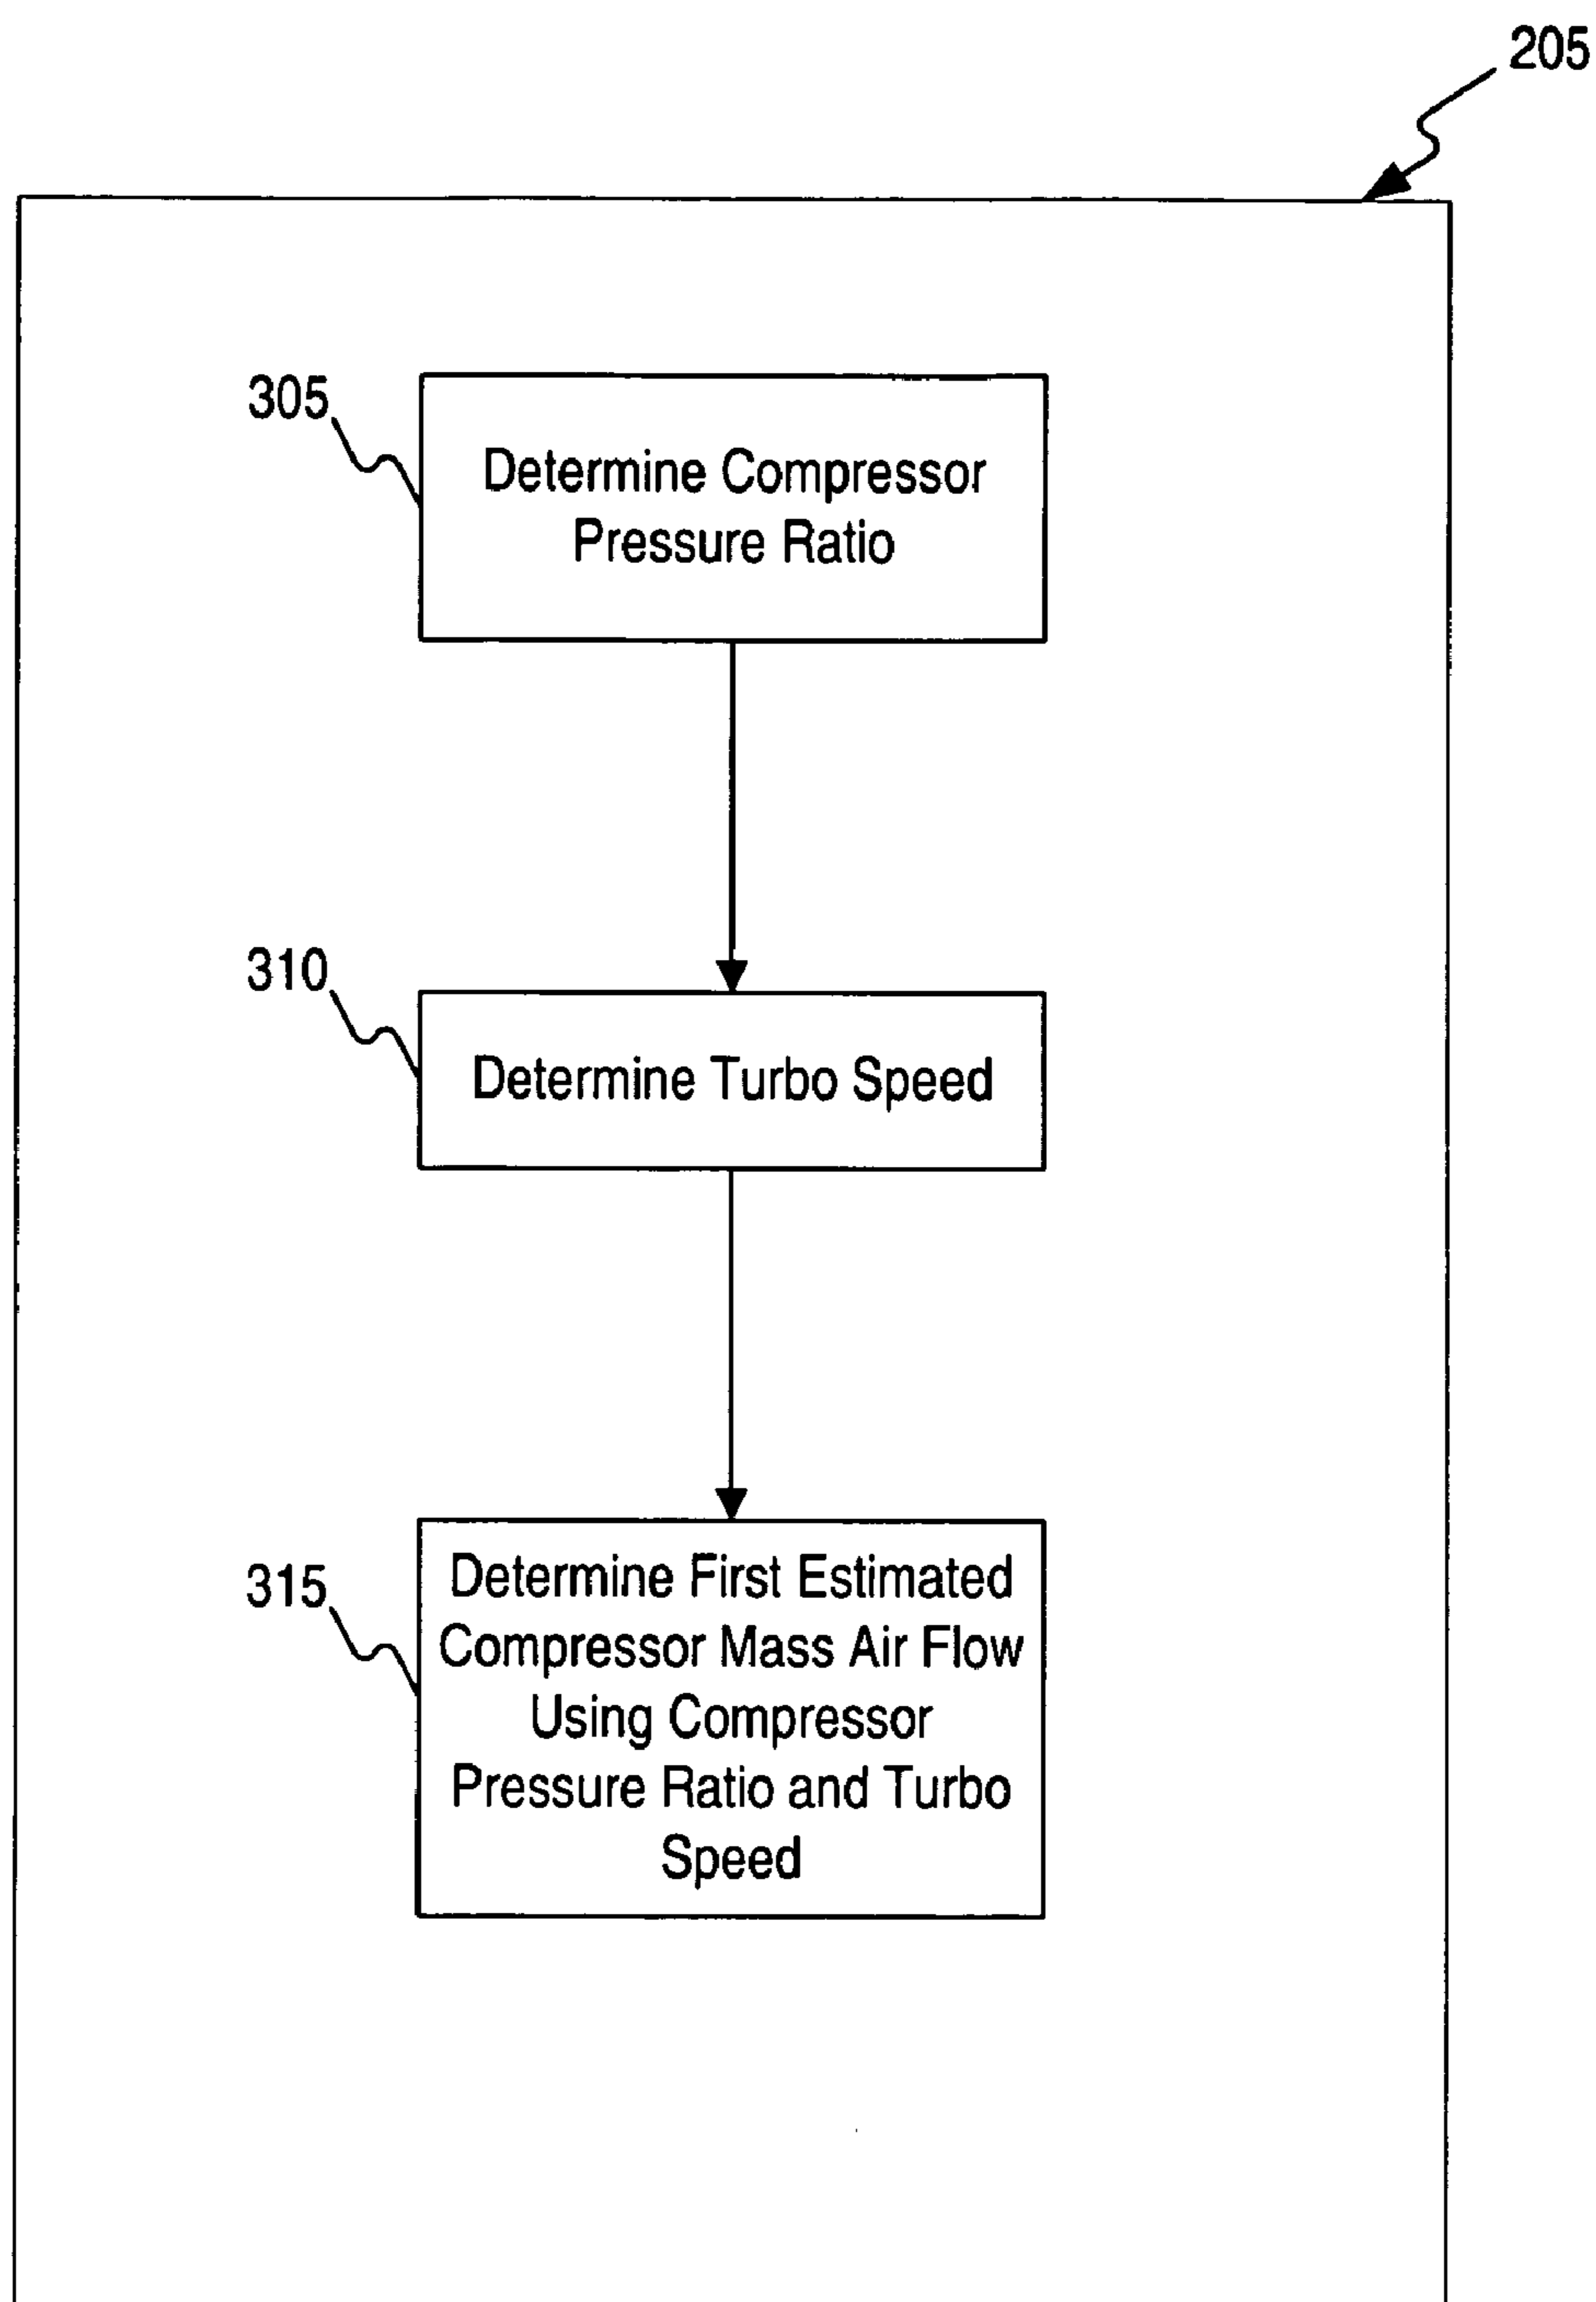 205
305
Determine Compressor
Pressure Ratio
310
Determine Turbo Speed
315
Determine First Estimated
Compressor Mass Air Flow
Using Compressor
Pressure Ratio and Turbo
Speed